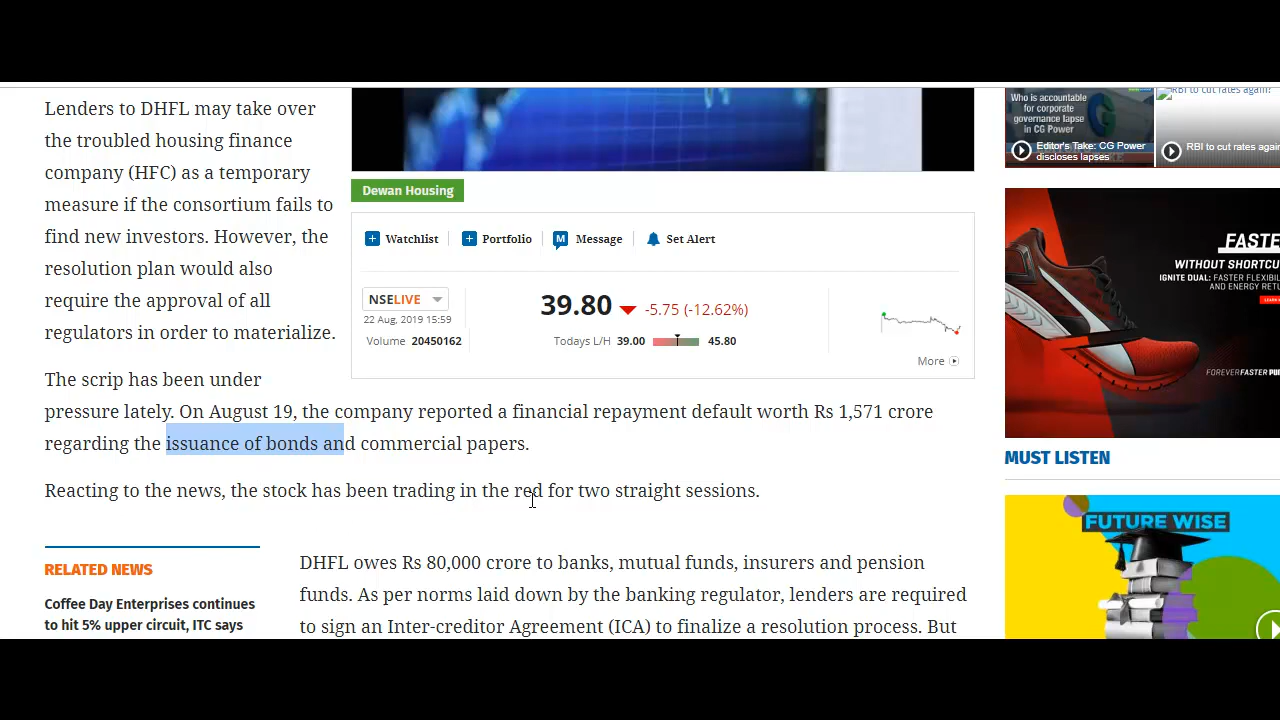 Lenders to DHFL may take over
the troubled housing finance
company (HFC) as a temporary
measure if the consortium fails to
find new investors. However, the
resolution plan would also
require the approval of all
regulators in order to materialize.
Dewan Housing
Watchlist
Portfolio
M Message
Set Alert
NSELIVE
22 Aug, 2019 15:59
Volume 20450162
39.80 -5.75 (-12.62%)
Todays L/H 39.00 45.80
More
The scrip has been under
pressure lately. On August 19, the company reported a financial repayment default worth Rs 1,571 crore
regarding the issuance of bonds and commercial papers.
Reacting to the news, the stock has been trading in the red for two straight sessions.
RELATED NEWS
Coffee Day Enterprises continues
to hit 5% upper circuit, ITC says
DHFL owes Rs 80,000 crore to banks, mutual funds, insurers and pension
funds. As per norms laid down by the banking regulator, lenders are required
to sign an Inter-creditor Agreement (ICA) to finalize a resolution process. But
Who is accountable
for corporate
governance lapse
in CG Power
Editor's Take: CG Power
discloses lapses
RBI to cut rates again?
RBI to cut rates again
FASTE
WITHOUT SHORTCU
IGNITE DUAL: FASTER FLEXIBIL
AND ENERGY RETU
FOREVERFASTER PU
MUST LISTEN
FUTURE WISE